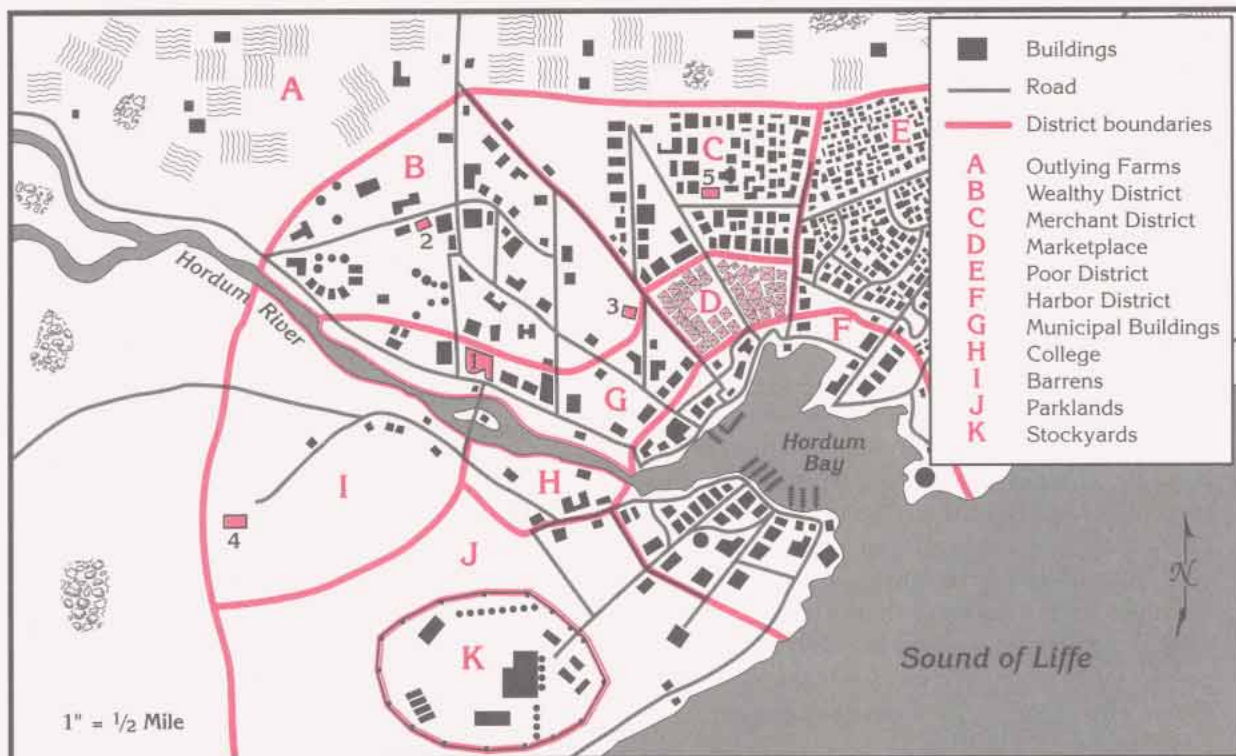 Buildings
Road
District boundaries
A Outlying Farms
B Wealthy District
C Merchant District
D Marketplace
E Poor District
F Harbor District
G Municipal Buildings
H College
I Barrens
J Parklands
K Stockyards
A
B
C
E
5
2
Hordum
River
3
D
F
1
G
Hordum
Bay
H
I
4
J
N
K
Sound of Liffe
1" = 1/2 Mile